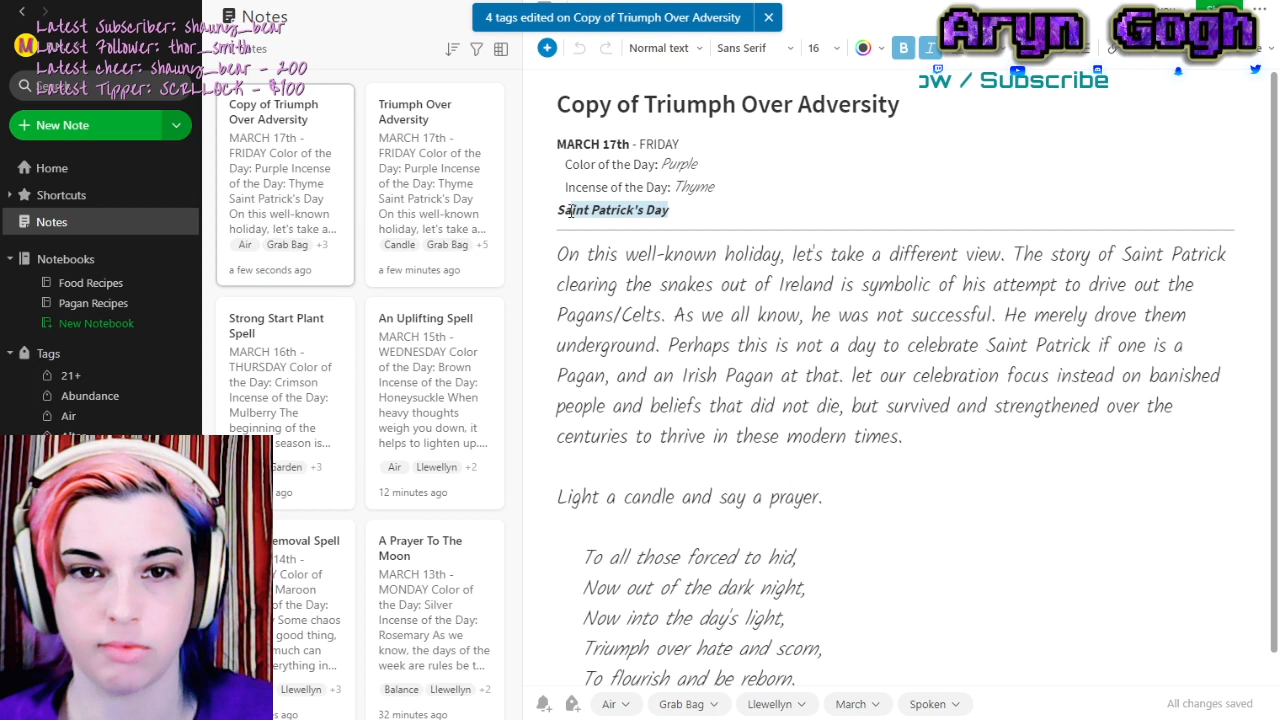 Latest Subscriber: shauny_bear
Latest Follower: thor_smith
Latest cheer: shauny_bear - 200
Latest Tipper: SCELLOCK - $100
New Note
Home
Shortcuts
Notes
Notebooks
Food Recipes
Pagan Recipes
New Notebook
Tags
21+
Abundance
Air
Notes
Notes
Copy of Triumph Over Adversity
MARCH 17th -
FRIDAY Color of the
Day: Purple Incense
of the Day: Thyme
Saint Patrick's Day
On this well-known
holiday, let's take a...
Air Grab Bag +3
a few seconds ago
Triumph Over
Adversity
MARCH 17th -
FRIDAY Color of the
Day: Purple Incense
of the Day: Thyme
Saint Patrick's Day
On this well-known
holiday, let's take a...
Candle Grab Bag +5
a few minutes ago
Strong Start Plant
Spell
MARCH 16th -
THURSDAY Color of
the Day: Crimson
Incense of the Day:
Mulberry The
beginning of the
season is...
Garden +3
ago
An Uplifting Spell
MARCH 15th -
WEDNESDAY Color
of the Day: Brown
Incense of the Day:
Honeysuckle When
heavy thoughts
weigh you down, it
helps to lighten up....
Air Llewellyn +2
12 minutes ago
Removal Spell
14th -
Color of
Maroon
of the Day:
Some chaos
good thing,
much can
everything in...
Llewellyn +3
ago
A Prayer To The
Moon
MARCH 13th -
MONDAY Color of
the Day: Silver
Incense of the Day:
Rosemary As we
know, the days of the
week are rules be t...
Balance Llewellyn +2
32 minutes ago
4 tags edited on Copy of Triumph Over Adversity
Normal text Sans Serif 16 B I
Aryn Gogh
ow / Subscribe
Copy of Triumph Over Adversity
MARCH 17th - FRIDAY
Color of the Day: Purple
Incense of the Day: Thyme
Saint Patrick's Day
On this well-known holiday, let's take a different view. The story of Saint Patrick
clearing the snakes out of Ireland is symbolic of his attempt to drive out the
Pagans/Celts. As we all know, he was not successful. He merely drove them
underground. Perhaps this is not a day to celebrate Saint Patrick if one is a
Pagan, and an Irish Pagan at that. let our celebration focus instead on banished
people and beliefs that did not die, but survived and strengthened over the
centuries to thrive in these modern times.
Light a candle and say a prayer.
To all those forced to hid,
Now out of the dark night,
Now into the day's light,
Triumph over hate and scorn,
To flourish and be reborn.
Air Grab Bag Llewellyn March Spoken
All changes saved